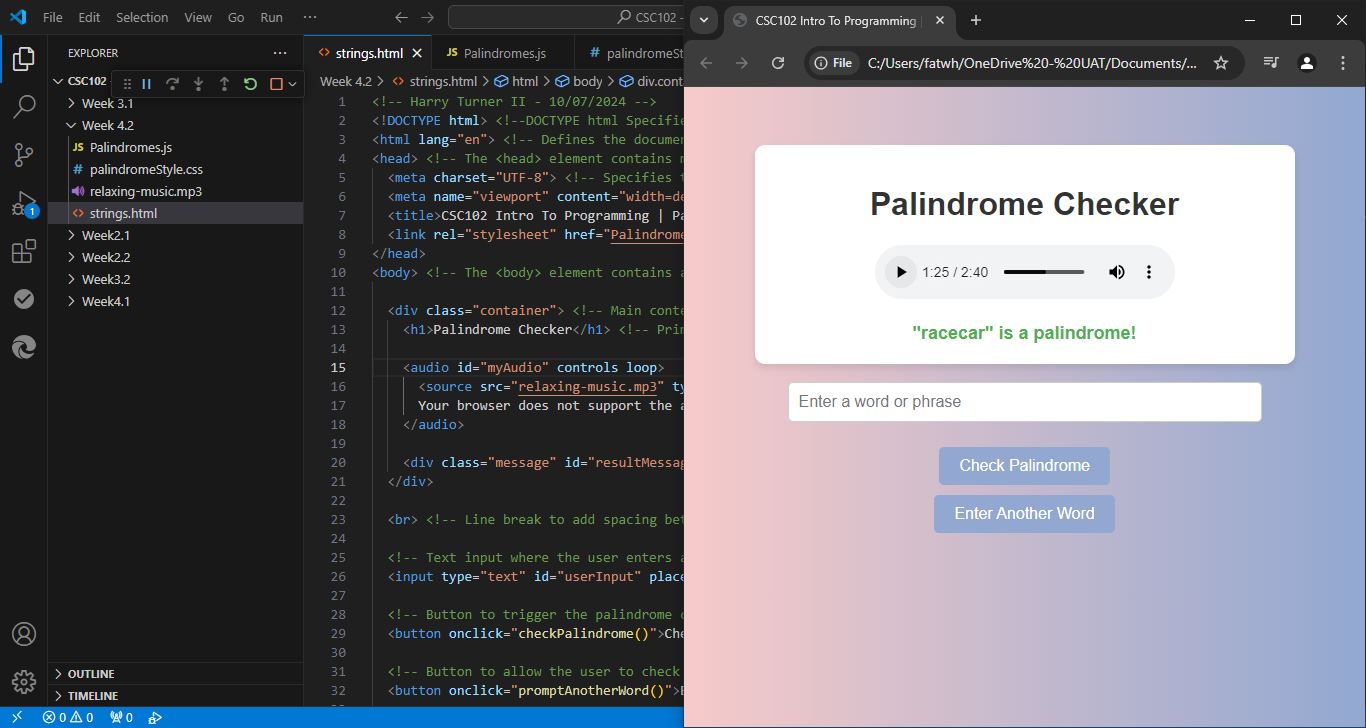 File Edit Selection View Go Run ··· CSC102 -
EXPLORER ···
CSC102
Week 3.1
Week 4.2
JS Palindromes.js
# palindromeStyle.css
relaxing-music.mp3
<> strings.html
Week2.1
Week2.2
Week3.2
Week4.1
OUTLINE
TIMELINE
1
0 0 0
<> strings.html JS Palindromes.js # palindromeSt
Week 4.2 > <> strings.html > html > body > div.cont
1 <!-- Harry Turner II - 10/07/2024 -->
2 <!DOCTYPE html> <!--DOCTYPE html Specifie
3 <html lang="en"> <!-- Defines the documen
4 <head> <!-- The <head> element contains m
5 <meta charset="UTF-8"> <!-- Specifies t
6 <meta name="viewport" content="width=de
7 <title>CSC102 Intro To Programming | Pa
8 <link rel="stylesheet" href="Palindrome
9 </head>
10 <body> <!-- The <body> element contains a
11
12 <div class="container"> <!-- Main conte
13 <h1>Palindrome Checker</h1> <!-- Prim
14
15 <audio id="myAudio" controls loop>
16 <source src="relaxing-music.mp3" ty
17 Your browser does not support the a
18 </audio>
19
20 <div class="message" id="resultMessag
21 </div>
22
23 <br> <!-- Line break to add spacing bet
24
25 <!-- Text input where the user enters a
26 <input type="text" id="userInput" place
27
28 <!-- Button to trigger the palindrome c
29 <button onclick="checkPalindrome()">Che
30
31 <!-- Button to allow the user to check
32 <button onclick="promptAnotherWord()">E
CSC102 Intro To Programming |
File C:/Users/fatwh/OneDrive%20-%20UAT/Documents/...
Palindrome Checker
1:25 / 2:40
"racecar" is a palindrome!
Enter a word or phrase
Check Palindrome
Enter Another Word